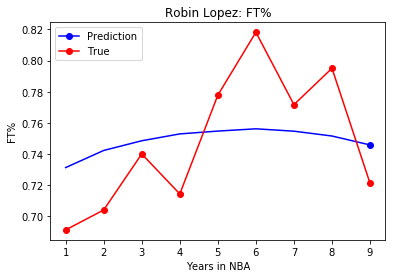 Robin Lopez: FT%
Prediction
True
FT%
0.82
0.80
0.78
0.76
0.74
0.72
0.70
1 2 3 4 5 6 7 8 9
Years in NBA